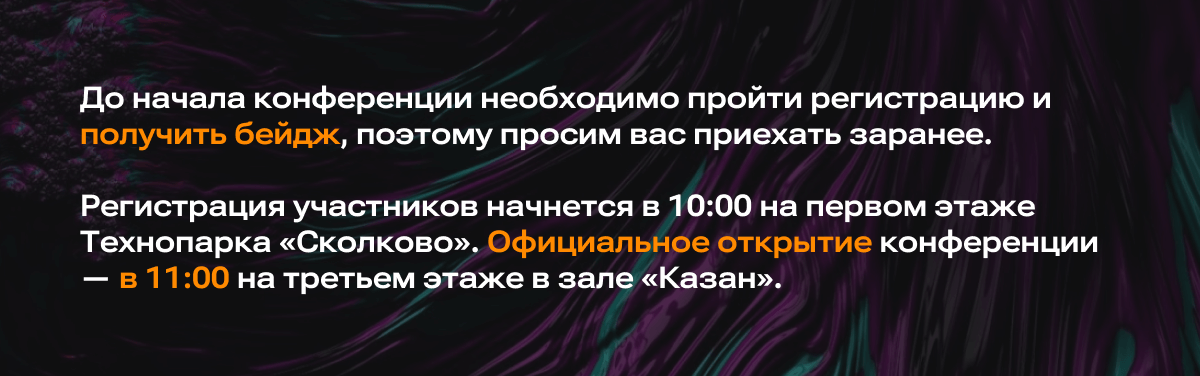 До начала конференции необходимо пройти регистрацию и
получить бейдж, поэтому просим вас приехать заранее.
Регистрация участников начнется в 10:00 на первом этаже
Технопарка «Сколково». Официальное открытие конференции
— в 11:00 на третьем этаже в зале «Казан».